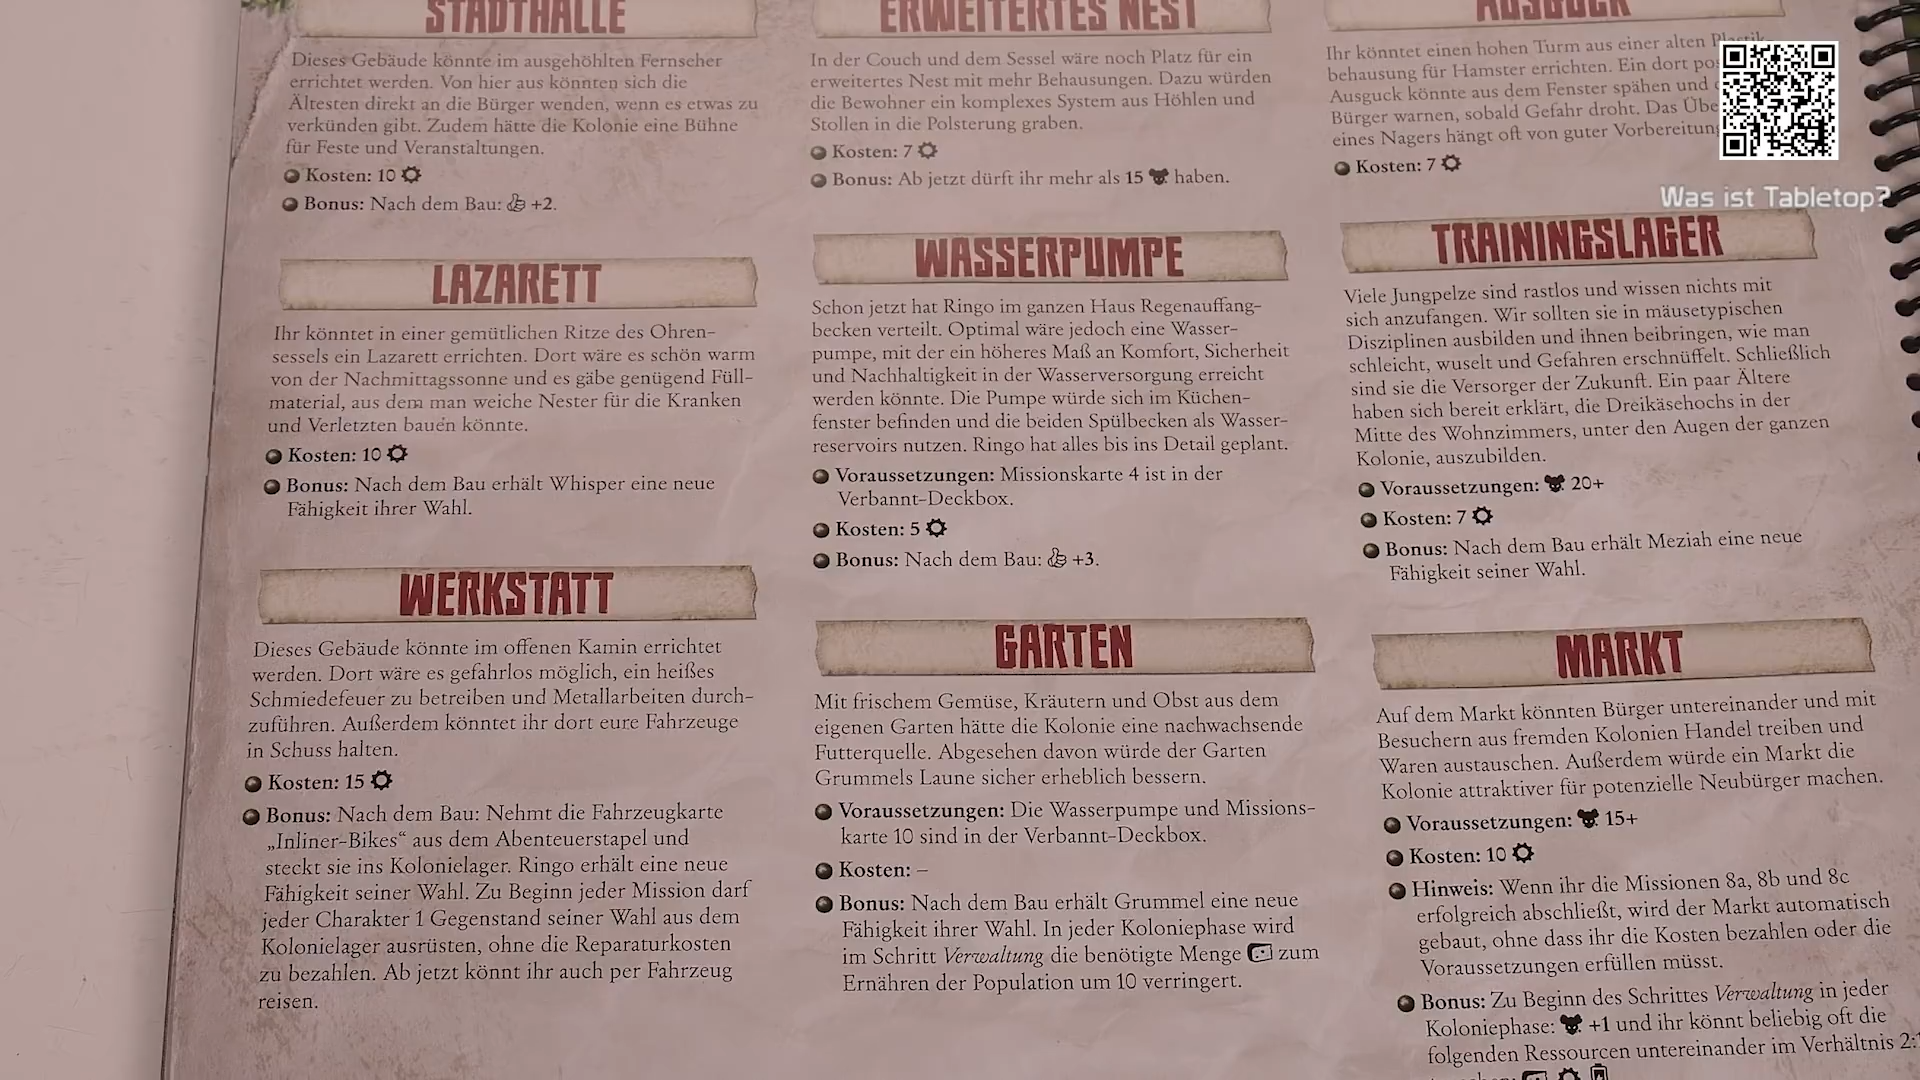 STADTHALLE
Dieses Gebäude könnte im ausgehöhlten Fernseher
errichtet werden. Von hier aus könnten sich die
Ältesten direkt an die Bürger wenden, wenn es etwas zu
verkünden gibt. Zudem hätte die Kolonie eine Bühne
für Feste und Veranstaltungen.
Kosten: 10
Bonus: Nach dem Bau: +2.
LAZARETT
Ihr könntet in einer gemütlichen Ritze des Ohren-
sessels ein Lazarett errichten. Dort wäre es schön warm
von der Nachmittagssonne und es gäbe genügend Füll-
material, aus dem man weiche Nester für die Kranken
und Verletzten bauen könnte.
Kosten: 10
Bonus: Nach dem Bau erhält Whisper eine neue
Fähigkeit ihrer Wahl.
WERKSTATT
Dieses Gebäude könnte im offenen Kamin errichtet
werden. Dort wäre es gefahrlos möglich, ein heißes
Schmiedefeuer zu betreiben und Metallarbeiten durch-
zuführen. Außerdem könntet ihr dort eure Fahrzeuge
in Schuss halten.
Kosten: 15
Bonus: Nach dem Bau: Nehmt die Fahrzeugkarte
„Inliner-Bikes“ aus dem Abenteuerstapel und
steckt sie ins Kolonielager. Ringo erhält eine neue
Fähigkeit seiner Wahl. Zu Beginn jeder Mission darf
jeder Charakter 1 Gegenstand seiner Wahl aus dem
Kolonielager ausrüsten, ohne die Reparaturkosten
zu bezahlen. Ab jetzt könnt ihr auch per Fahrzeug
reisen.
ERWEITERTES NEST
In der Couch und dem Sessel wäre noch Platz für ein
erweitertes Nest mit mehr Behausungen. Dazu würden
die Bewohner ein komplexes System aus Höhlen und
Stollen in die Polsterung graben.
Kosten: 7
Bonus: Ab jetzt dürft ihr mehr als 15 haben.
WASSERPUMPE
Schon jetzt hat Ringo im ganzen Haus Regenauffang-
becken verteilt. Optimal wäre jedoch eine Wasser-
pumpe, mit der ein höheres Maß an Komfort, Sicherheit
und Nachhaltigkeit in der Wasserversorgung erreicht
werden könnte. Die Pumpe würde sich im Küchen-
fenster befinden und die beiden Spülbecken als Wasser-
reservoirs nutzen. Ringo hat alles bis ins Detail geplant.
Voraussetzungen: Missionskarte 4 ist in der
Verbannt-Deckbox.
Kosten: 5
Bonus: Nach dem Bau: +3.
GARTEN
Mit frischem Gemüse, Kräutern und Obst aus dem
eigenen Garten hätte die Kolonie eine nachwachsende
Futterquelle. Abgesehen davon würde der Garten
Grummels Laune sicher erheblich bessern.
Voraussetzungen: Die Wasserpumpe und Missions-
karte 10 sind in der Verbannt-Deckbox.
Kosten: –
Bonus: Nach dem Bau erhält Grummel eine neue
Fähigkeit ihrer Wahl. In jeder Koloniephase wird
im Schritt Verwaltung die benötigte Menge zum
Ernähren der Population um 10 verringert.
AUSGUCK
Ihr könntet einen hohen Turm aus einer alten Plastik-
behausung für Hamster errichten. Ein dort
Ausguck könnte aus dem Fenster spähen und
Bürger warnen, sobald Gefahr droht. Das
eines Nagers hängt oft von guter Vorbereitung
Kosten: 7
Was ist Tabletop?
TRAININGSLAGER
Viele Jungpelze sind rastlos und wissen nichts mit
sich anzufangen. Wir sollten sie in mäusetypischen
Disziplinen ausbilden und ihnen beibringen, wie man
schleicht, wuselt und Gefahren erschnüffelt. Schließlich
sind sie die Versorger der Zukunft. Ein paar Ältere
haben sich bereit erklärt, die Dreikäsehochs in der
Mitte des Wohnzimmers, unter den Augen der ganzen
Kolonie, auszubilden.
Voraussetzungen: 20+
Kosten: 7
Bonus: Nach dem Bau erhält Meziah eine neue
Fähigkeit seiner Wahl.
MARKT
Auf dem Markt könnten Bürger untereinander und mit
Besuchern aus fremden Kolonien Handel treiben und
Waren austauschen. Außerdem würde ein Markt die
Kolonie attraktiver für potenzielle Neubürger machen.
Voraussetzungen: 15+
Kosten: 10
Hinweis: Wenn ihr die Missionen 8a, 8b und 8c
erfolgreich abschließt, wird der Markt automatisch
gebaut, ohne dass ihr die Kosten bezahlen oder die
Voraussetzungen erfüllen müsst.
Bonus: Zu Beginn des Schrittes Verwaltung in jeder
Koloniephase: +1 und ihr könnt beliebig oft die
folgenden Ressourcen untereinander im Verhältnis 2: